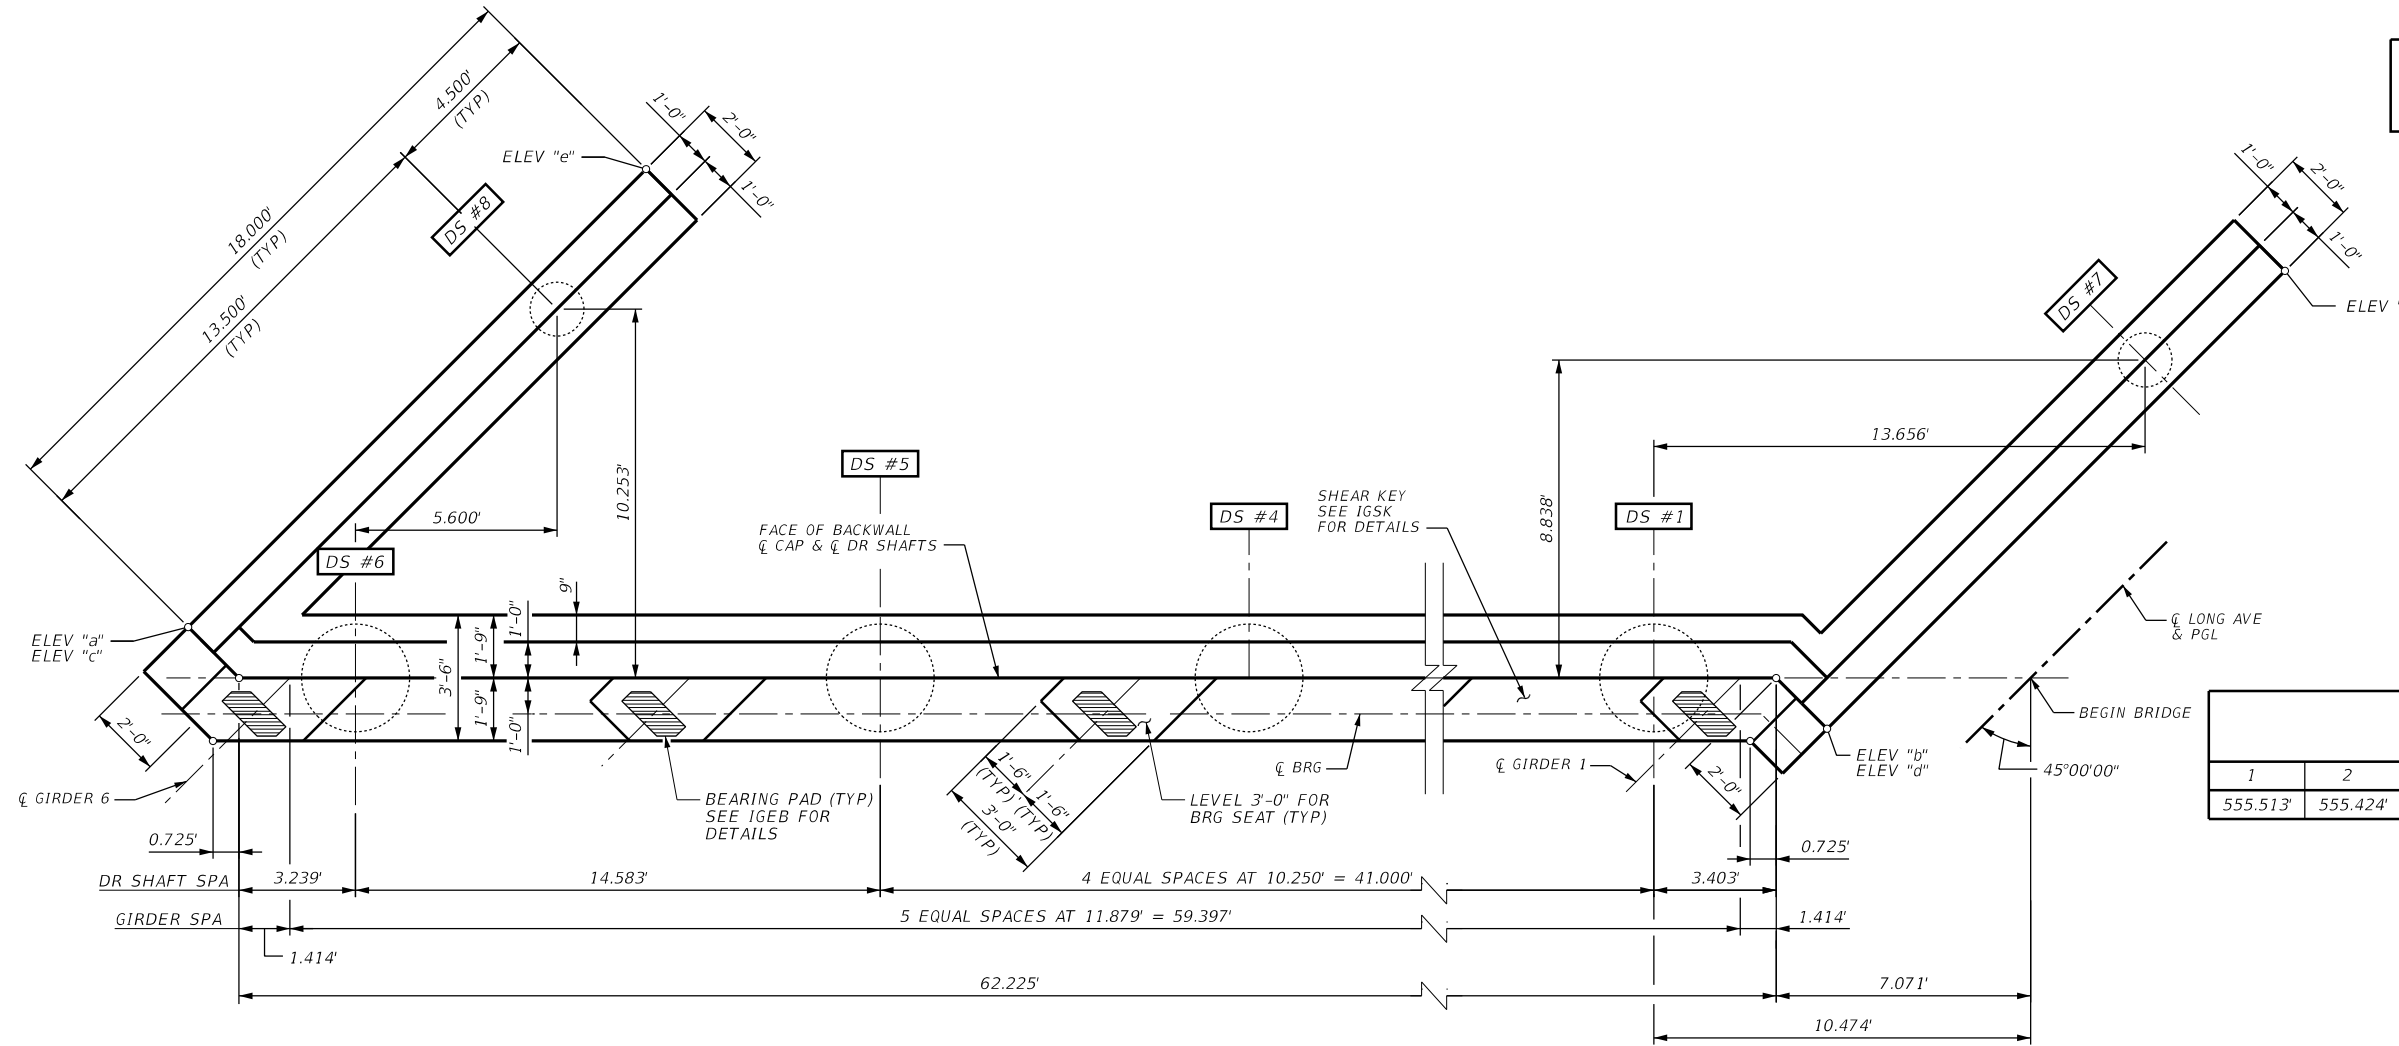 4.500'
(TYP)
1'-0"
2'-0"
1'-0"
ELEV "e"
DS #8
18.000'
(TYP)
13.500'
(TYP)
1'-0"
2'-0"
1'-0"
DS #7
ELEV "
13.656'
DS #5
10.253'
5.600'
FACE OF BACKWALL
℄ CAP & ℄ DR SHAFTS
SHEAR KEY
SEE IGSK
FOR DETAILS
DS #4
DS #1
8.838'
DS #6
9"
1'-0"
1'-9"
3'-6"
1'-9"
1'-0"
ELEV "a"
ELEV "c"
℄ LONG AVE
& PGL
BEGIN BRIDGE
45°00'00"
2'-0"
℄ GIRDER 6
BEARING PAD (TYP)
SEE IGEB FOR
DETAILS
1'-6"
(TYP)
1'-6"
(TYP)
3'-0"
(TYP)
LEVEL 3'-0" FOR
BRG SEAT (TYP)
℄ BRG
℄ GIRDER 1
2'-0"
ELEV "b"
ELEV "d"
1 2
555.513' 555.424'
0.725'
0.725'
DR SHAFT SPA 3.239' 14.583' 4 EQUAL SPACES AT 10.250' = 41.000' 3.403'
GIRDER SPA 5 EQUAL SPACES AT 11.879' = 59.397' 1.414'
1.414'
62.225' 7.071'
10.474'